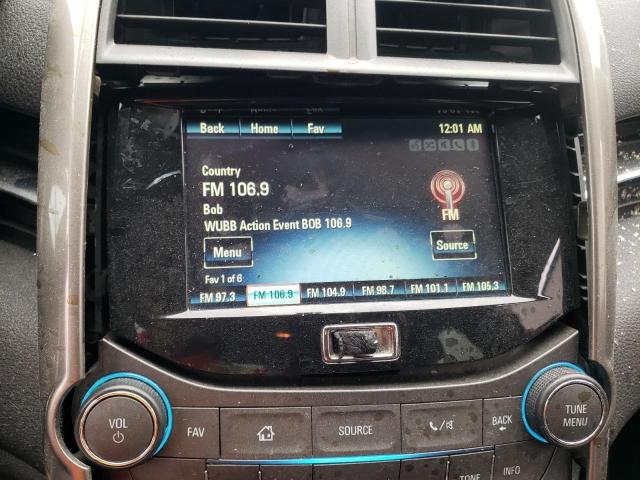 Back Home Fav 12:01 AM
Country
FM 106.9
Bob
WUBB Action Event BOB 106.9
FM
Menu Source
Fav 1 of 6
FM 97.3 FM 106.9 FM 104.9 FM 98.7 FM 101.1 FM 105.3
VOL FAV SOURCE BACK TUNE MENU
TONE INFO